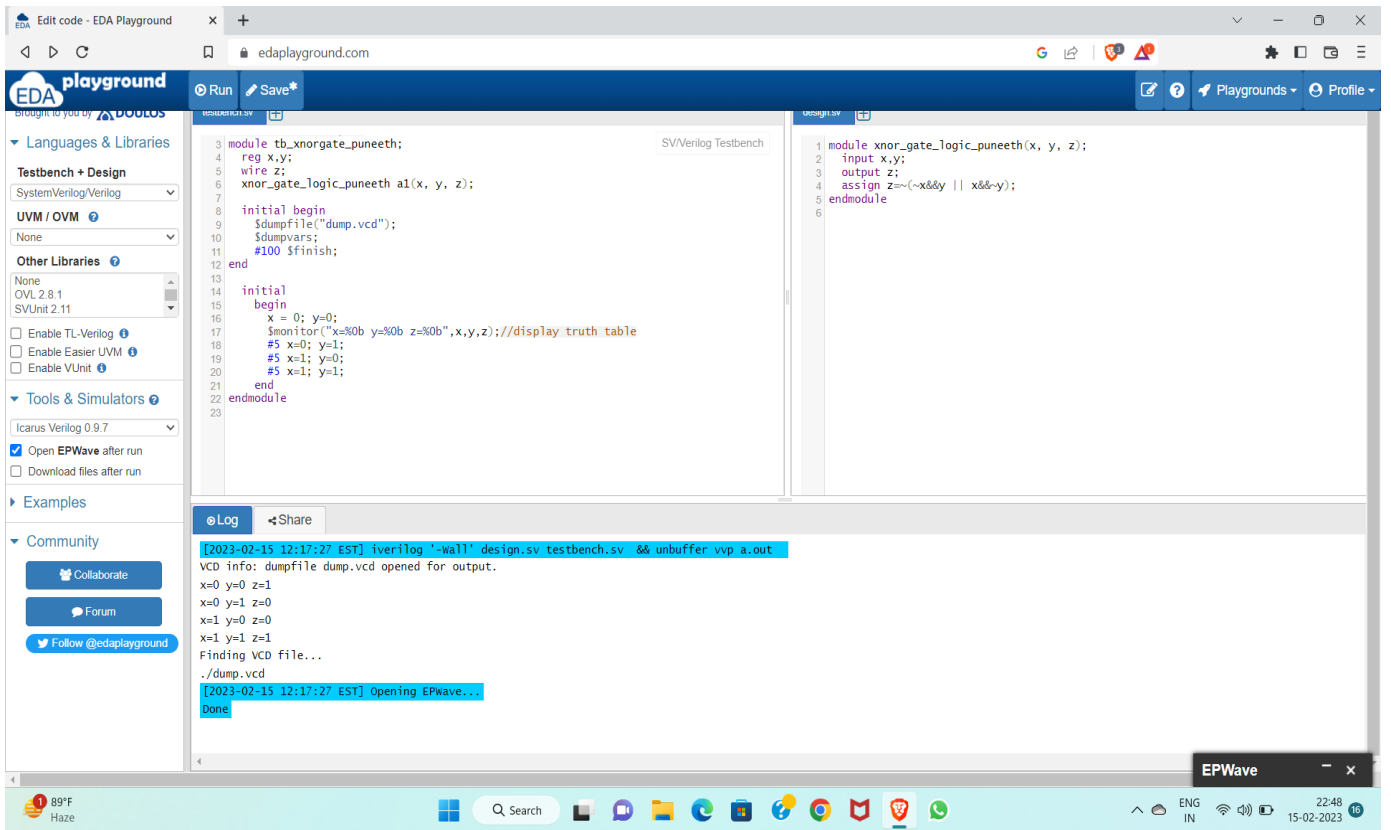 Edit code - EDA Playground
edaplayground.com
EDA playground
Run
Save*
Playgrounds
Profile
Brought to you by DOULOS
Languages & Libraries
Testbench + Design
SystemVerilog/Verilog
UVM / OVM
None
Other Libraries
None
OVL 2.8.1
SVUnit 2.11
Enable TL-Verilog
Enable Easier UVM
Enable VUnit
Tools & Simulators
Icarus Verilog 0.9.7
Open EPWave after run
Download files after run
Examples
Community
Collaborate
Forum
Follow @edaplayground
testbench.sv
SV/Verilog Testbench
3 module tb_xnorgate_puneeth;
4 reg x,y;
5 wire z;
6 xnor_gate_logic_puneeth a1(x, y, z);
7
8 initial begin
9 $dumpfile("dump.vcd");
10 $dumpvars;
11 #100 $finish;
12 end
13
14 initial
15 begin
16 x = 0; y=0;
17 $monitor("x=%0b y=%0b z=%0b",x,y,z);//display truth table
18 #5 x=0; y=1;
19 #5 x=1; y=0;
20 #5 x=1; y=1;
21 end
22 endmodule
23
design.sv
1 module xnor_gate_logic_puneeth(x, y, z);
2 input x,y;
3 output z;
4 assign z=~(~x&&y || x&&~y);
5 endmodule
6
Log
Share
[2023-02-15 12:17:27 EST] iverilog '-Wall' design.sv testbench.sv && unbuffer vvp a.out
VCD info: dumpfile dump.vcd opened for output.
x=0 y=0 z=1
x=0 y=1 z=0
x=1 y=0 z=0
x=1 y=1 z=1
Finding VCD file...
./dump.vcd
[2023-02-15 12:17:27 EST] Opening EPWave...
Done
EPWave
1
89°F
Haze
Search
ENG
IN
22:48
15-02-2023
16